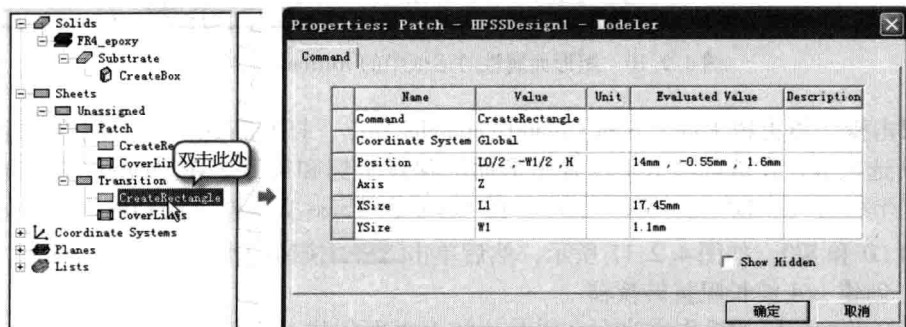 Solids
FR4_epoxy
Substrate
CreateBox
Sheets
Unassigned
Patch
CreateRe
CoverLin
双击此处
Transition
CreateRectangle
CoverLines
Coordinate Systems
Planes
Lists
Properties: Patch - HFSSDesign1 - Modeler
Command
Name Value Unit Evaluated Value Description
Command CreateRectangle
Coordinate System Global
Position L0/2 ,-W1/2 ,H 14mm , -0.55mm , 1.6mm
Axis Z
XSize L1 17.45mm
YSize W1 1.1mm
Show Hidden
确定 取消